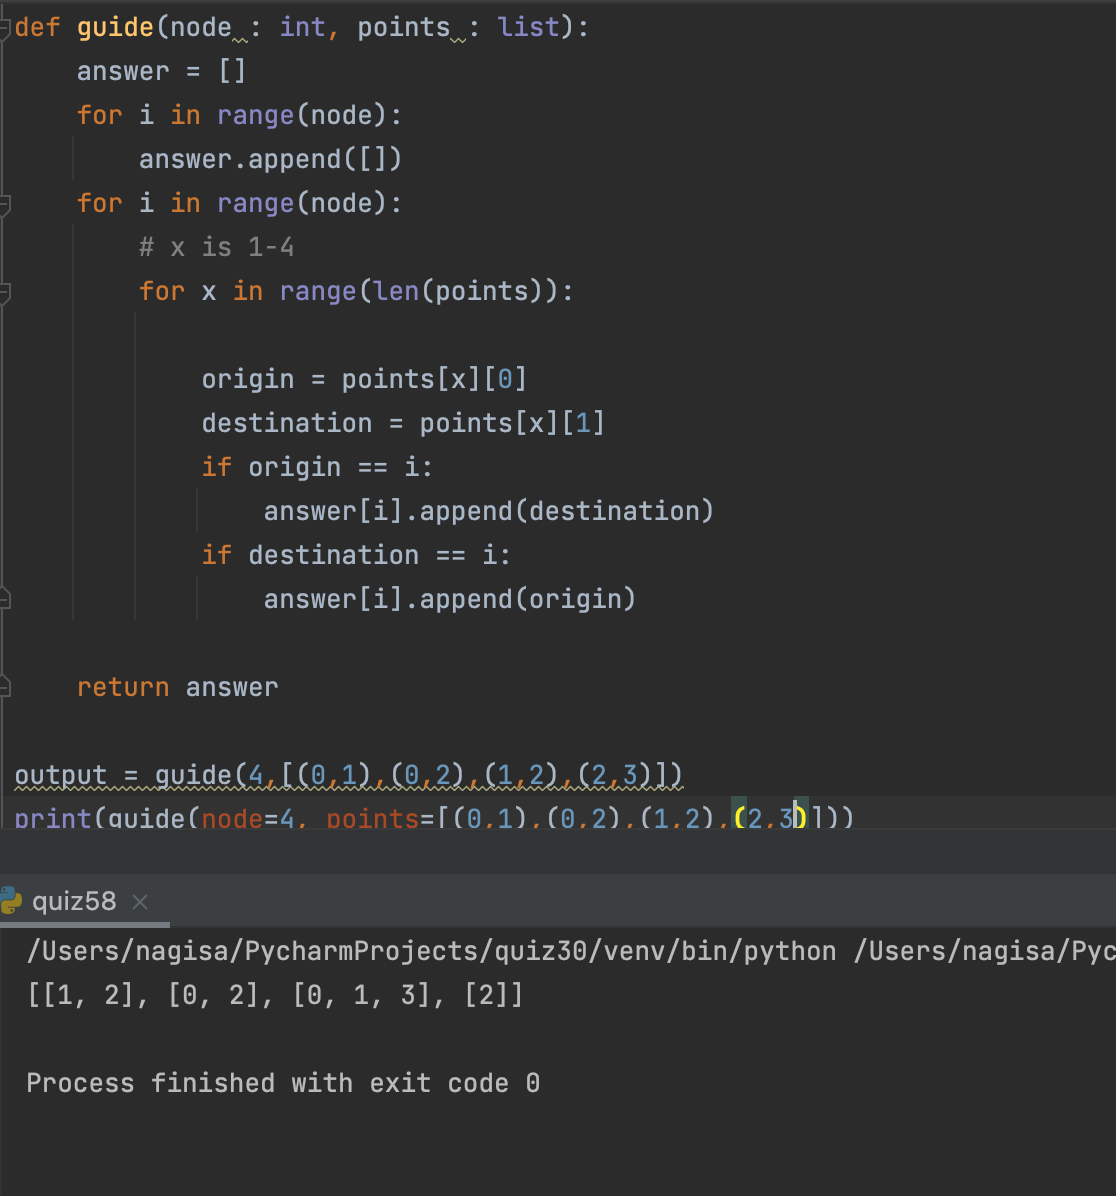 def guide(node : int, points : list):
    answer = []
    for i in range(node):
        answer.append([])
    for i in range(node):
        # x is 1-4
        for x in range(len(points)):
            origin = points[x][0]
            destination = points[x][1]
            if origin == i:
                answer[i].append(destination)
            if destination == i:
                answer[i].append(origin)
    return answer
output = guide(4,[(0,1),(0,2),(1,2),(2,3)])
print(guide(node=4, points=[(0,1),(0,2),(1,2),(2,3)]))
quiz58
/Users/nagisa/PycharmProjects/quiz30/venv/bin/python /Users/nagisa/Pyc
[[1, 2], [0, 2], [0, 1, 3], [2]]
Process finished with exit code 0